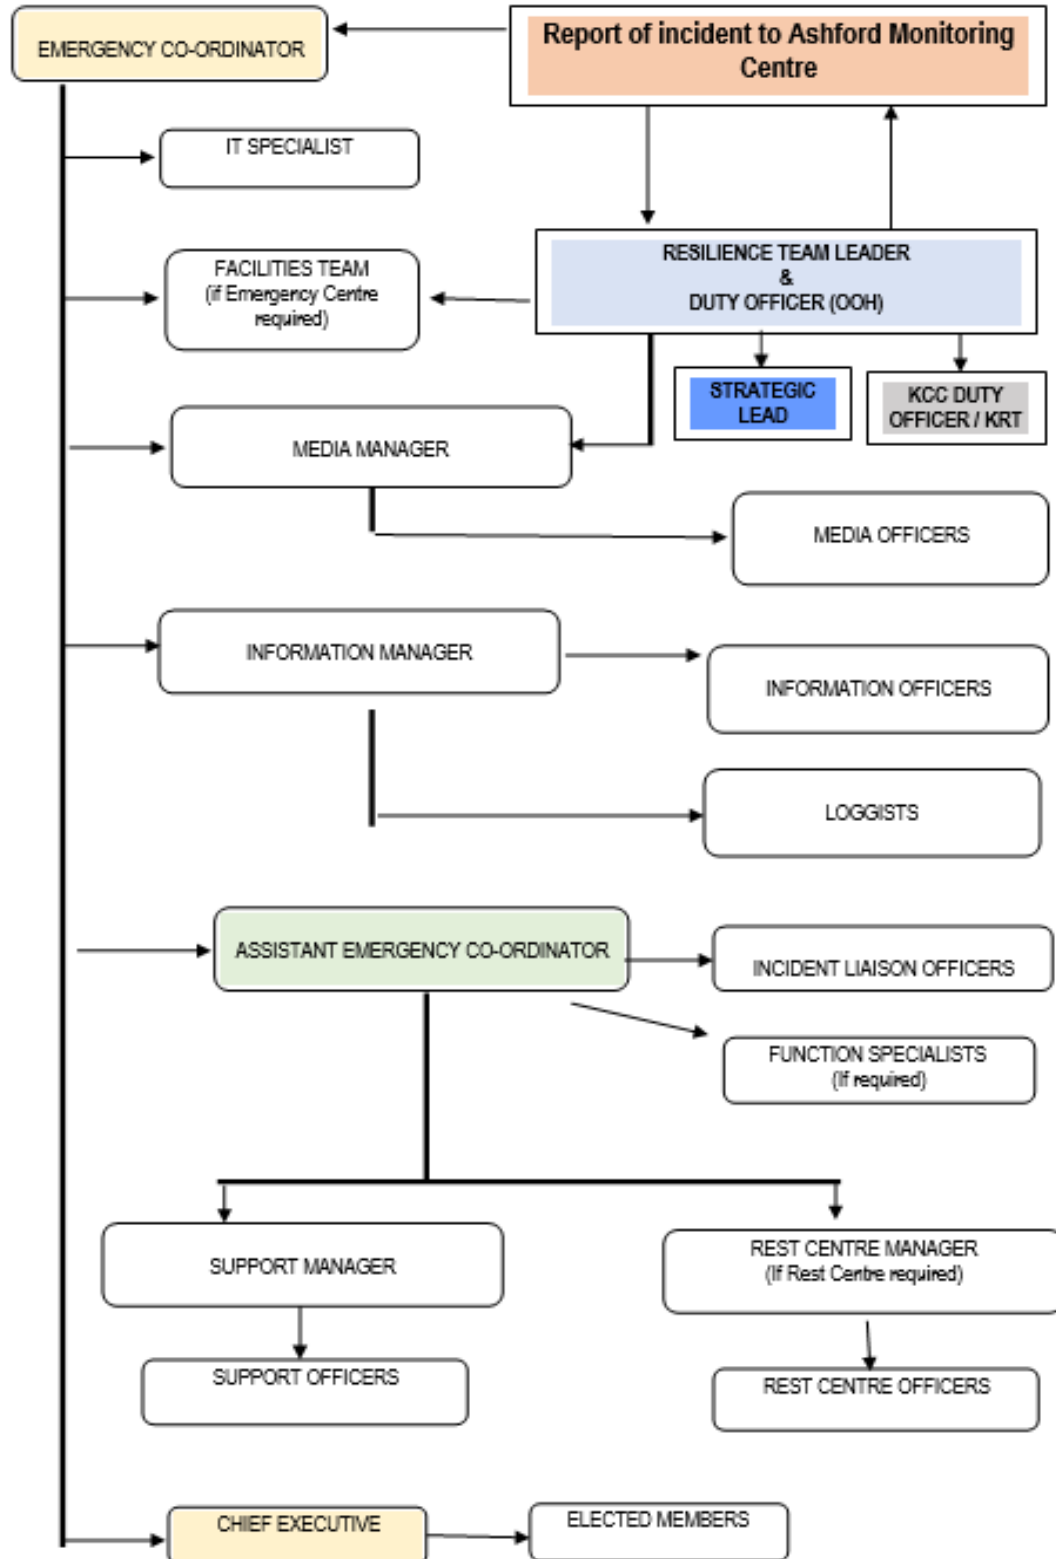 EMERGENCY CO-ORDINATOR
Report of incident to Ashford Monitoring
Centre
IT SPECIALIST
FACILITIES TEAM
(if Emergency Centre
required)
RESILIENCE TEAM LEADER
&
DUTY OFFICER (OOH)
STRATEGIC
LEAD
KCC DUTY
OFFICER / KRT
MEDIA MANAGER
MEDIA OFFICERS
INFORMATION MANAGER
INFORMATION OFFICERS
LOGGISTS
ASSISTANT EMERGENCY CO-ORDINATOR
INCIDENT LIAISON OFFICERS
FUNCTION SPECIALISTS
(If required)
SUPPORT MANAGER
REST CENTRE MANAGER
(If Rest Centre required)
SUPPORT OFFICERS
REST CENTRE OFFICERS
CHIEF EXECUTIVE
ELECTED MEMBERS